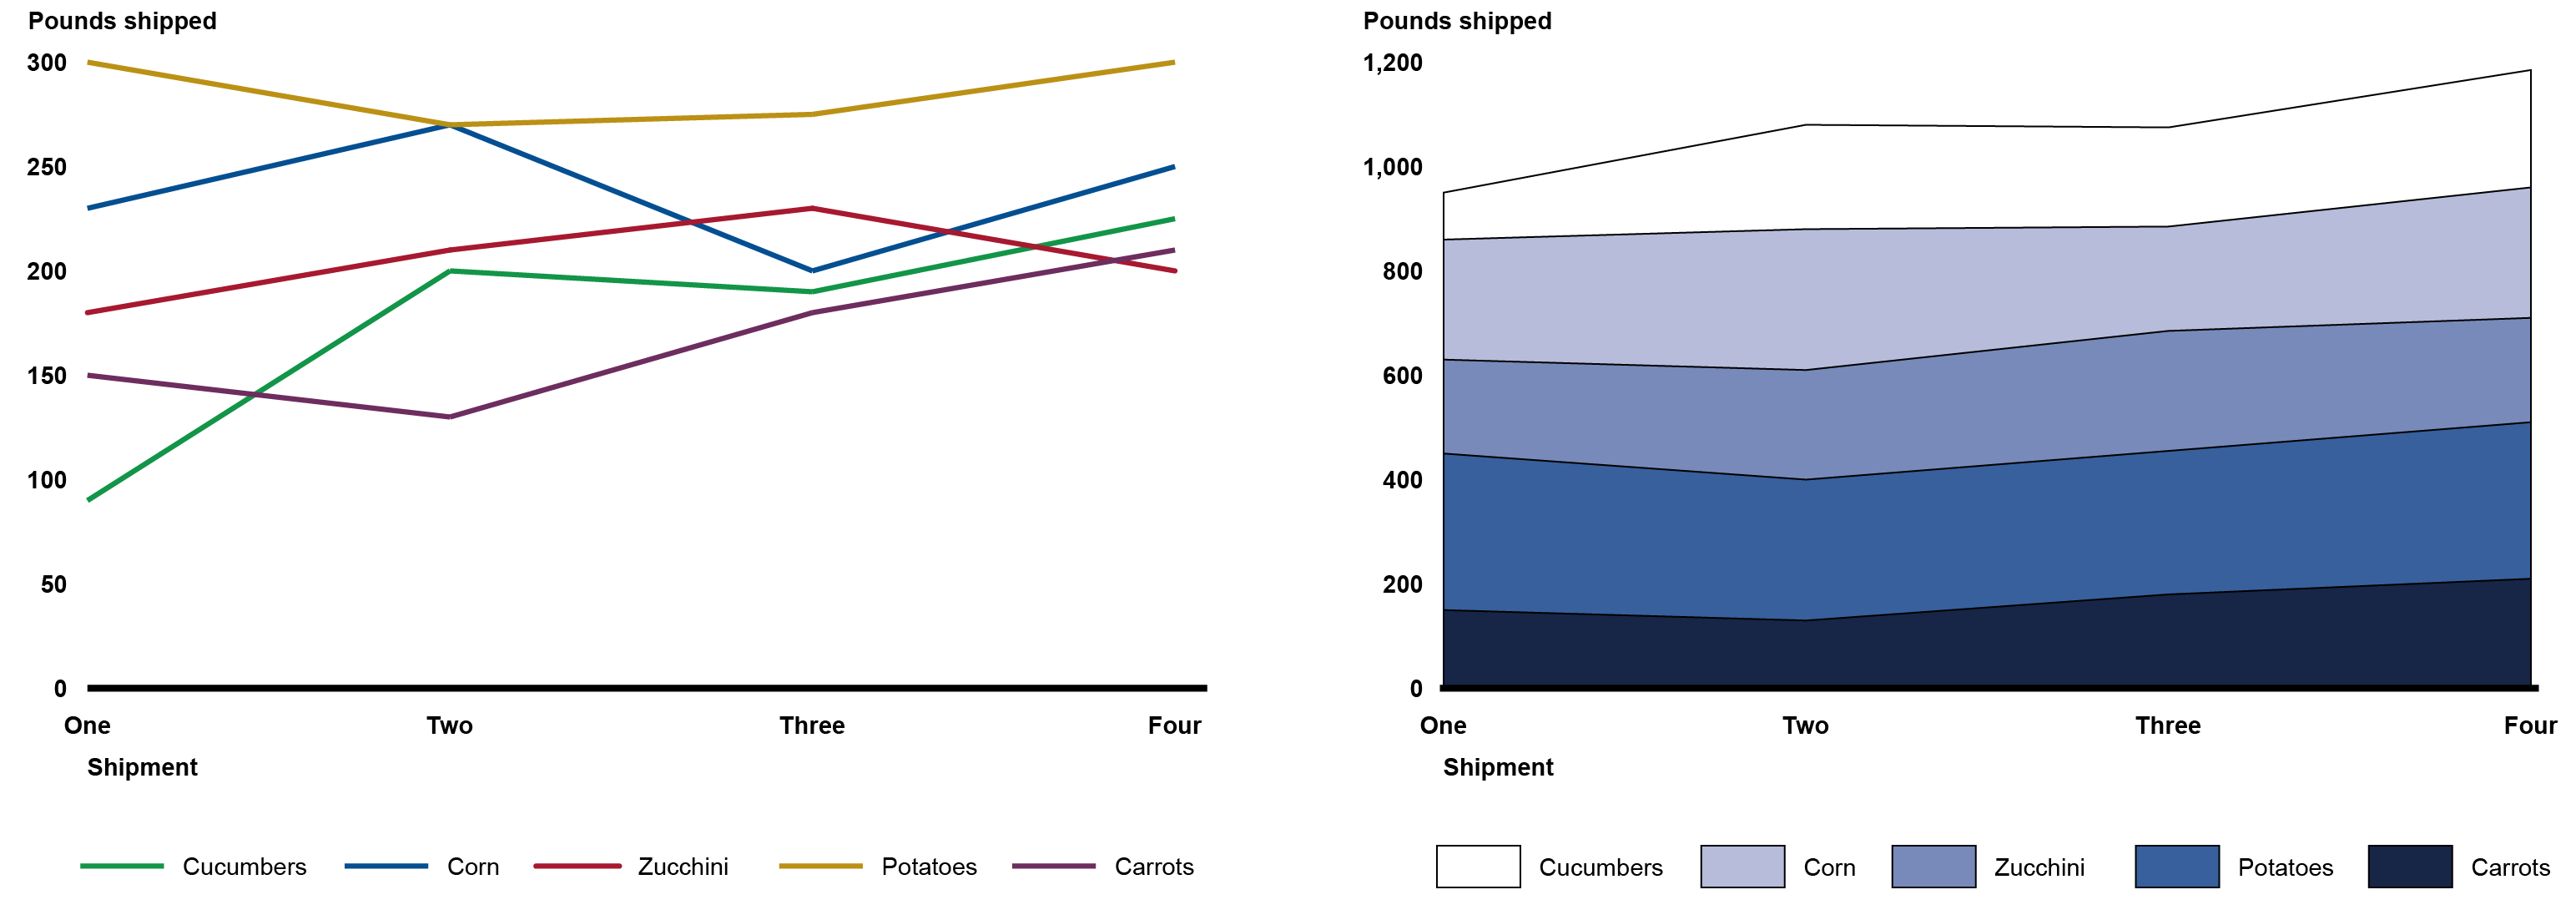 Pounds shipped
300
250
200
150
100
50
0
One Two Three Four
Shipment
Cucumbers Corn Zucchini Potatoes Carrots
Pounds shipped
1,200
1,000
800
600
400
200
0
One Two Three Four
Shipment
Cucumbers Corn Zucchini Potatoes Carrots